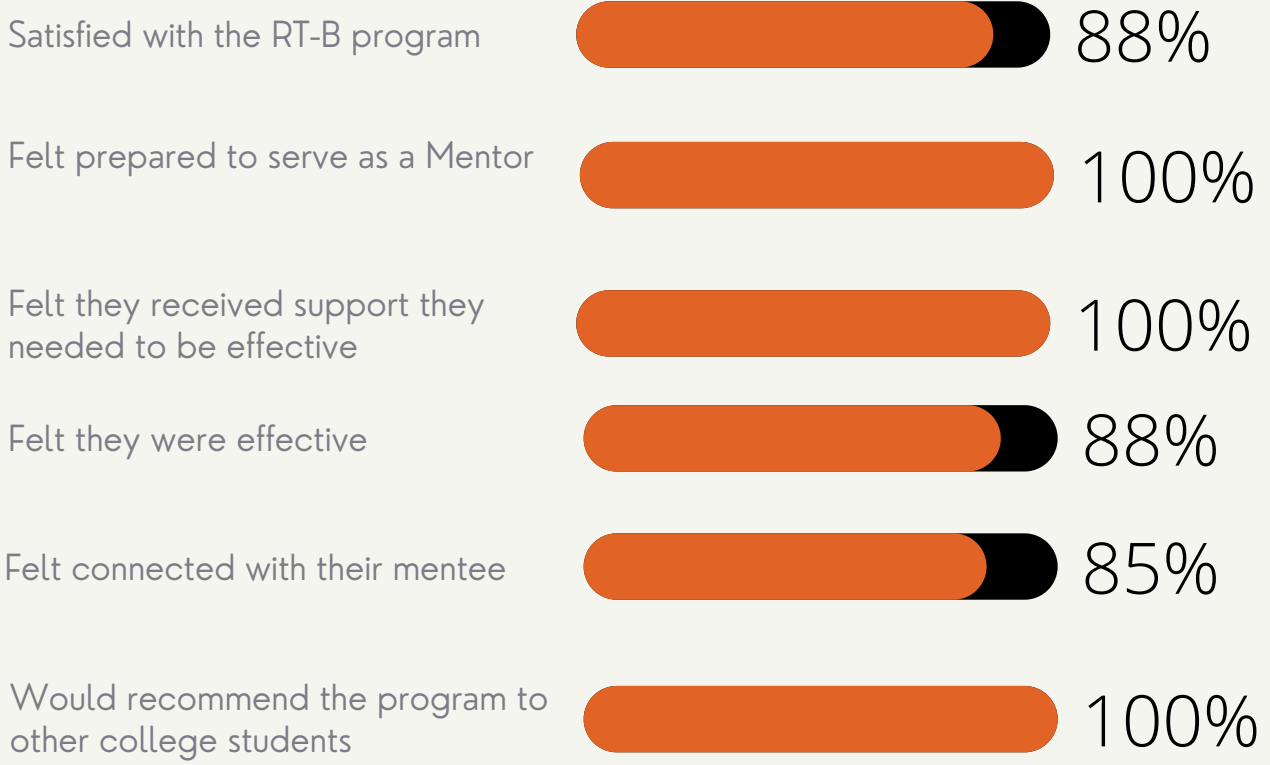 Satisfied with the RT-B program 88%
Felt prepared to serve as a Mentor 100%
Felt they received support they
needed to be effective 100%
Felt they were effective 88%
Felt connected with their mentee 85%
Would recommend the program to
other college students 100%